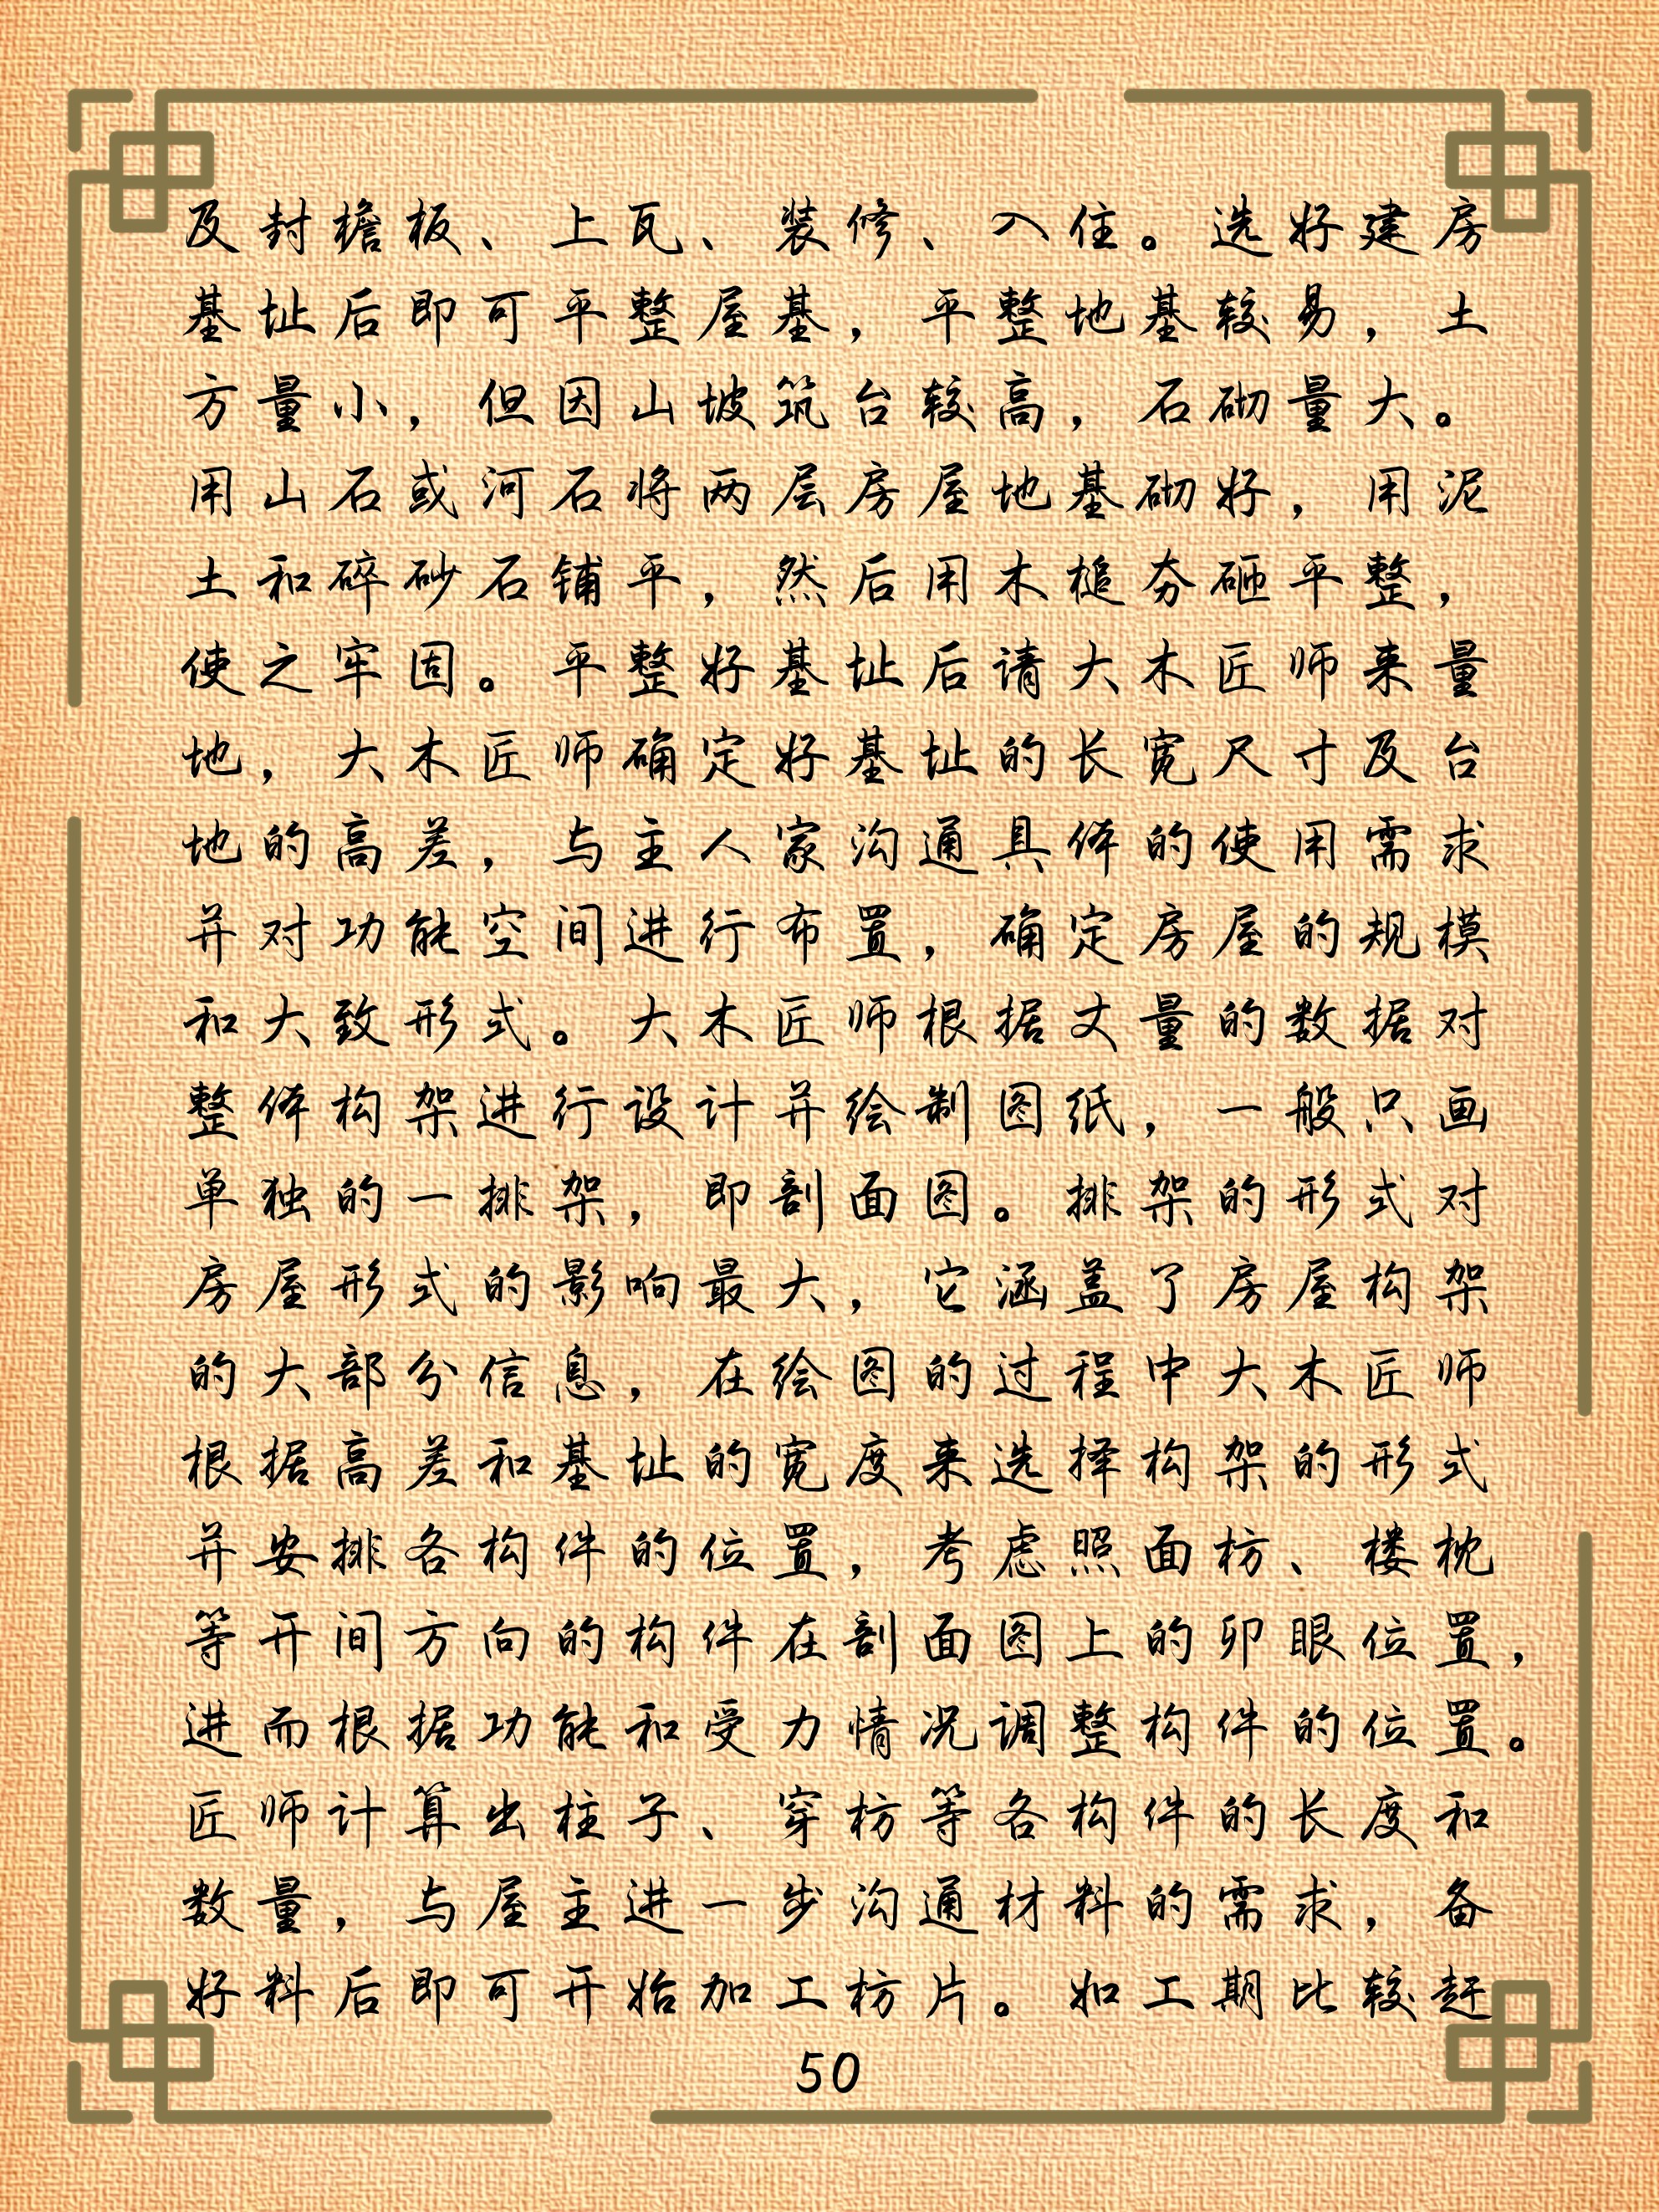 及封檐板、上瓦、装修、入住。选好建房
基址后即可平整屋基，平整地基较易，土
方量小，但因山坡筑台较高，石砌量大。
用山石或河石将两层房屋地基砌好，用泥
土和碎砂石铺平，然后用木槌夯砸平整，
使之牢固。平整好基址后请大木匠师来量
地，大木匠师确定好基址的长宽尺寸及台
地的高差，与主人家沟通具体的使用需求
并对功能空间进行布置，确定房屋的规模
和大致形式。大木匠师根据丈量的数据对
整体构架进行设计并绘制图纸，一般只画
单独的一排架，即剖面图。排架的形式对
房屋形式的影响最大，它涵盖了房屋构架
的大部分信息，在绘图的过程中大木匠师
根据高差和基址的宽度来选择构架的形式
并安排各构件的位置，考虑照面枋、楼枕
等开间方向的构件在剖面图上的卯眼位置，
进而根据功能和受力情况调整构件的位置。
匠师计算出柱子、穿枋等各构件的长度和
数量，与屋主进一步沟通材料的需求，备
好料后即可开始加工枋片。如工期比较赶
50